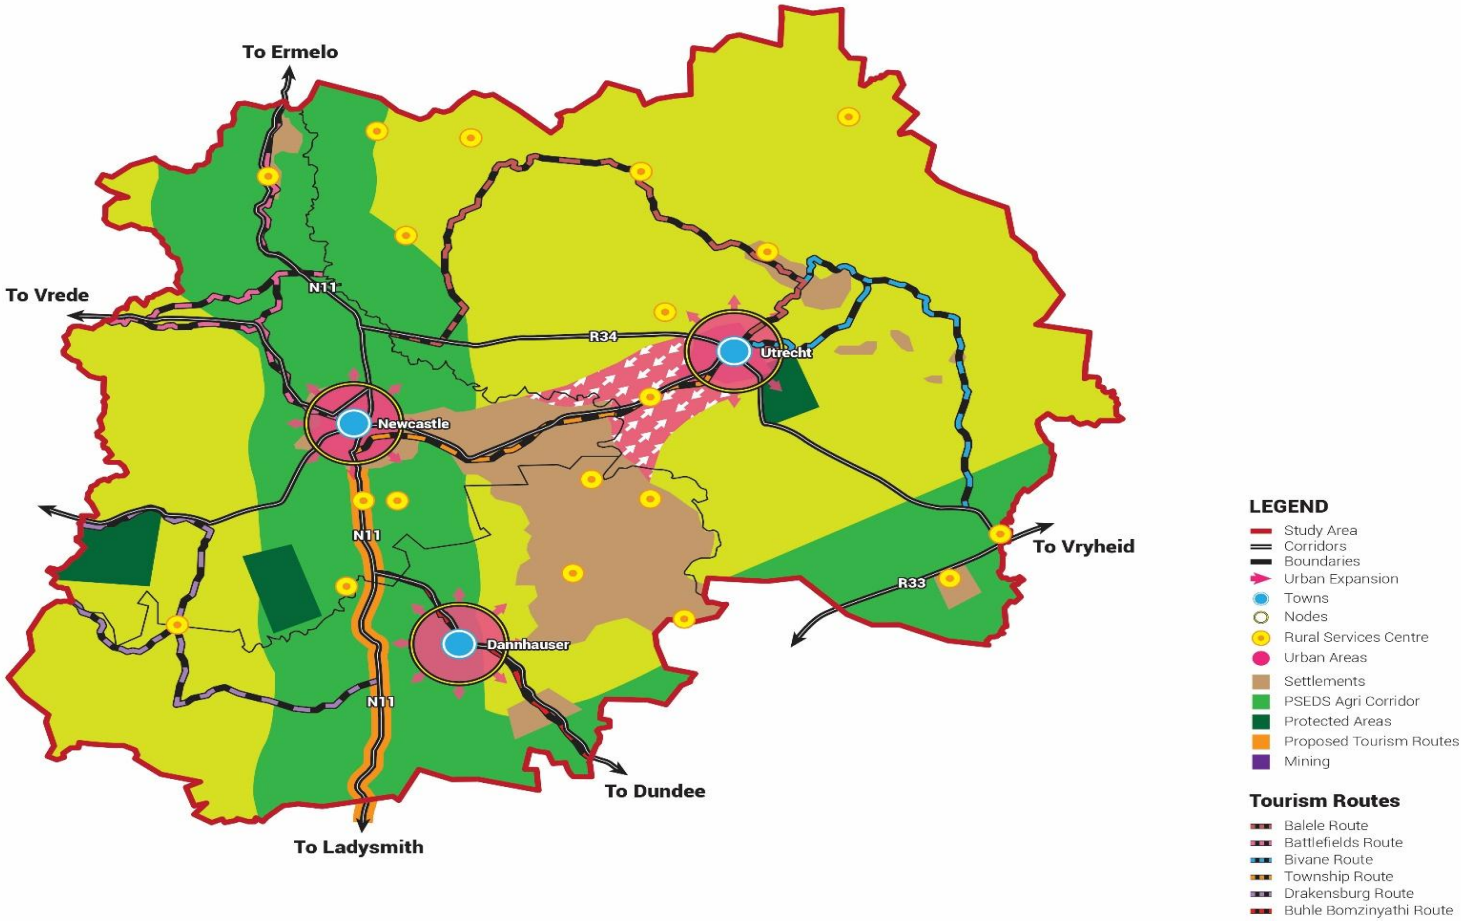 To Ermelo
To Vrede
N11
R34
Utrecht
Newcastle
N11
To Vryheid
R33
Dannhauser
N11
To Dundee
To Ladysmith
LEGEND
Study Area
Corridors
Boundaries
Urban Expansion
Towns
Nodes
Rural Services Centre
Urban Areas
Settlements
PSEDS Agri Corridor
Protected Areas
Proposed Tourism Routes
Mining
Tourism Routes
Balele Route
Battlefields Route
Bivane Route
Township Route
Drakensburg Route
Buhle Bomzinyathi Route